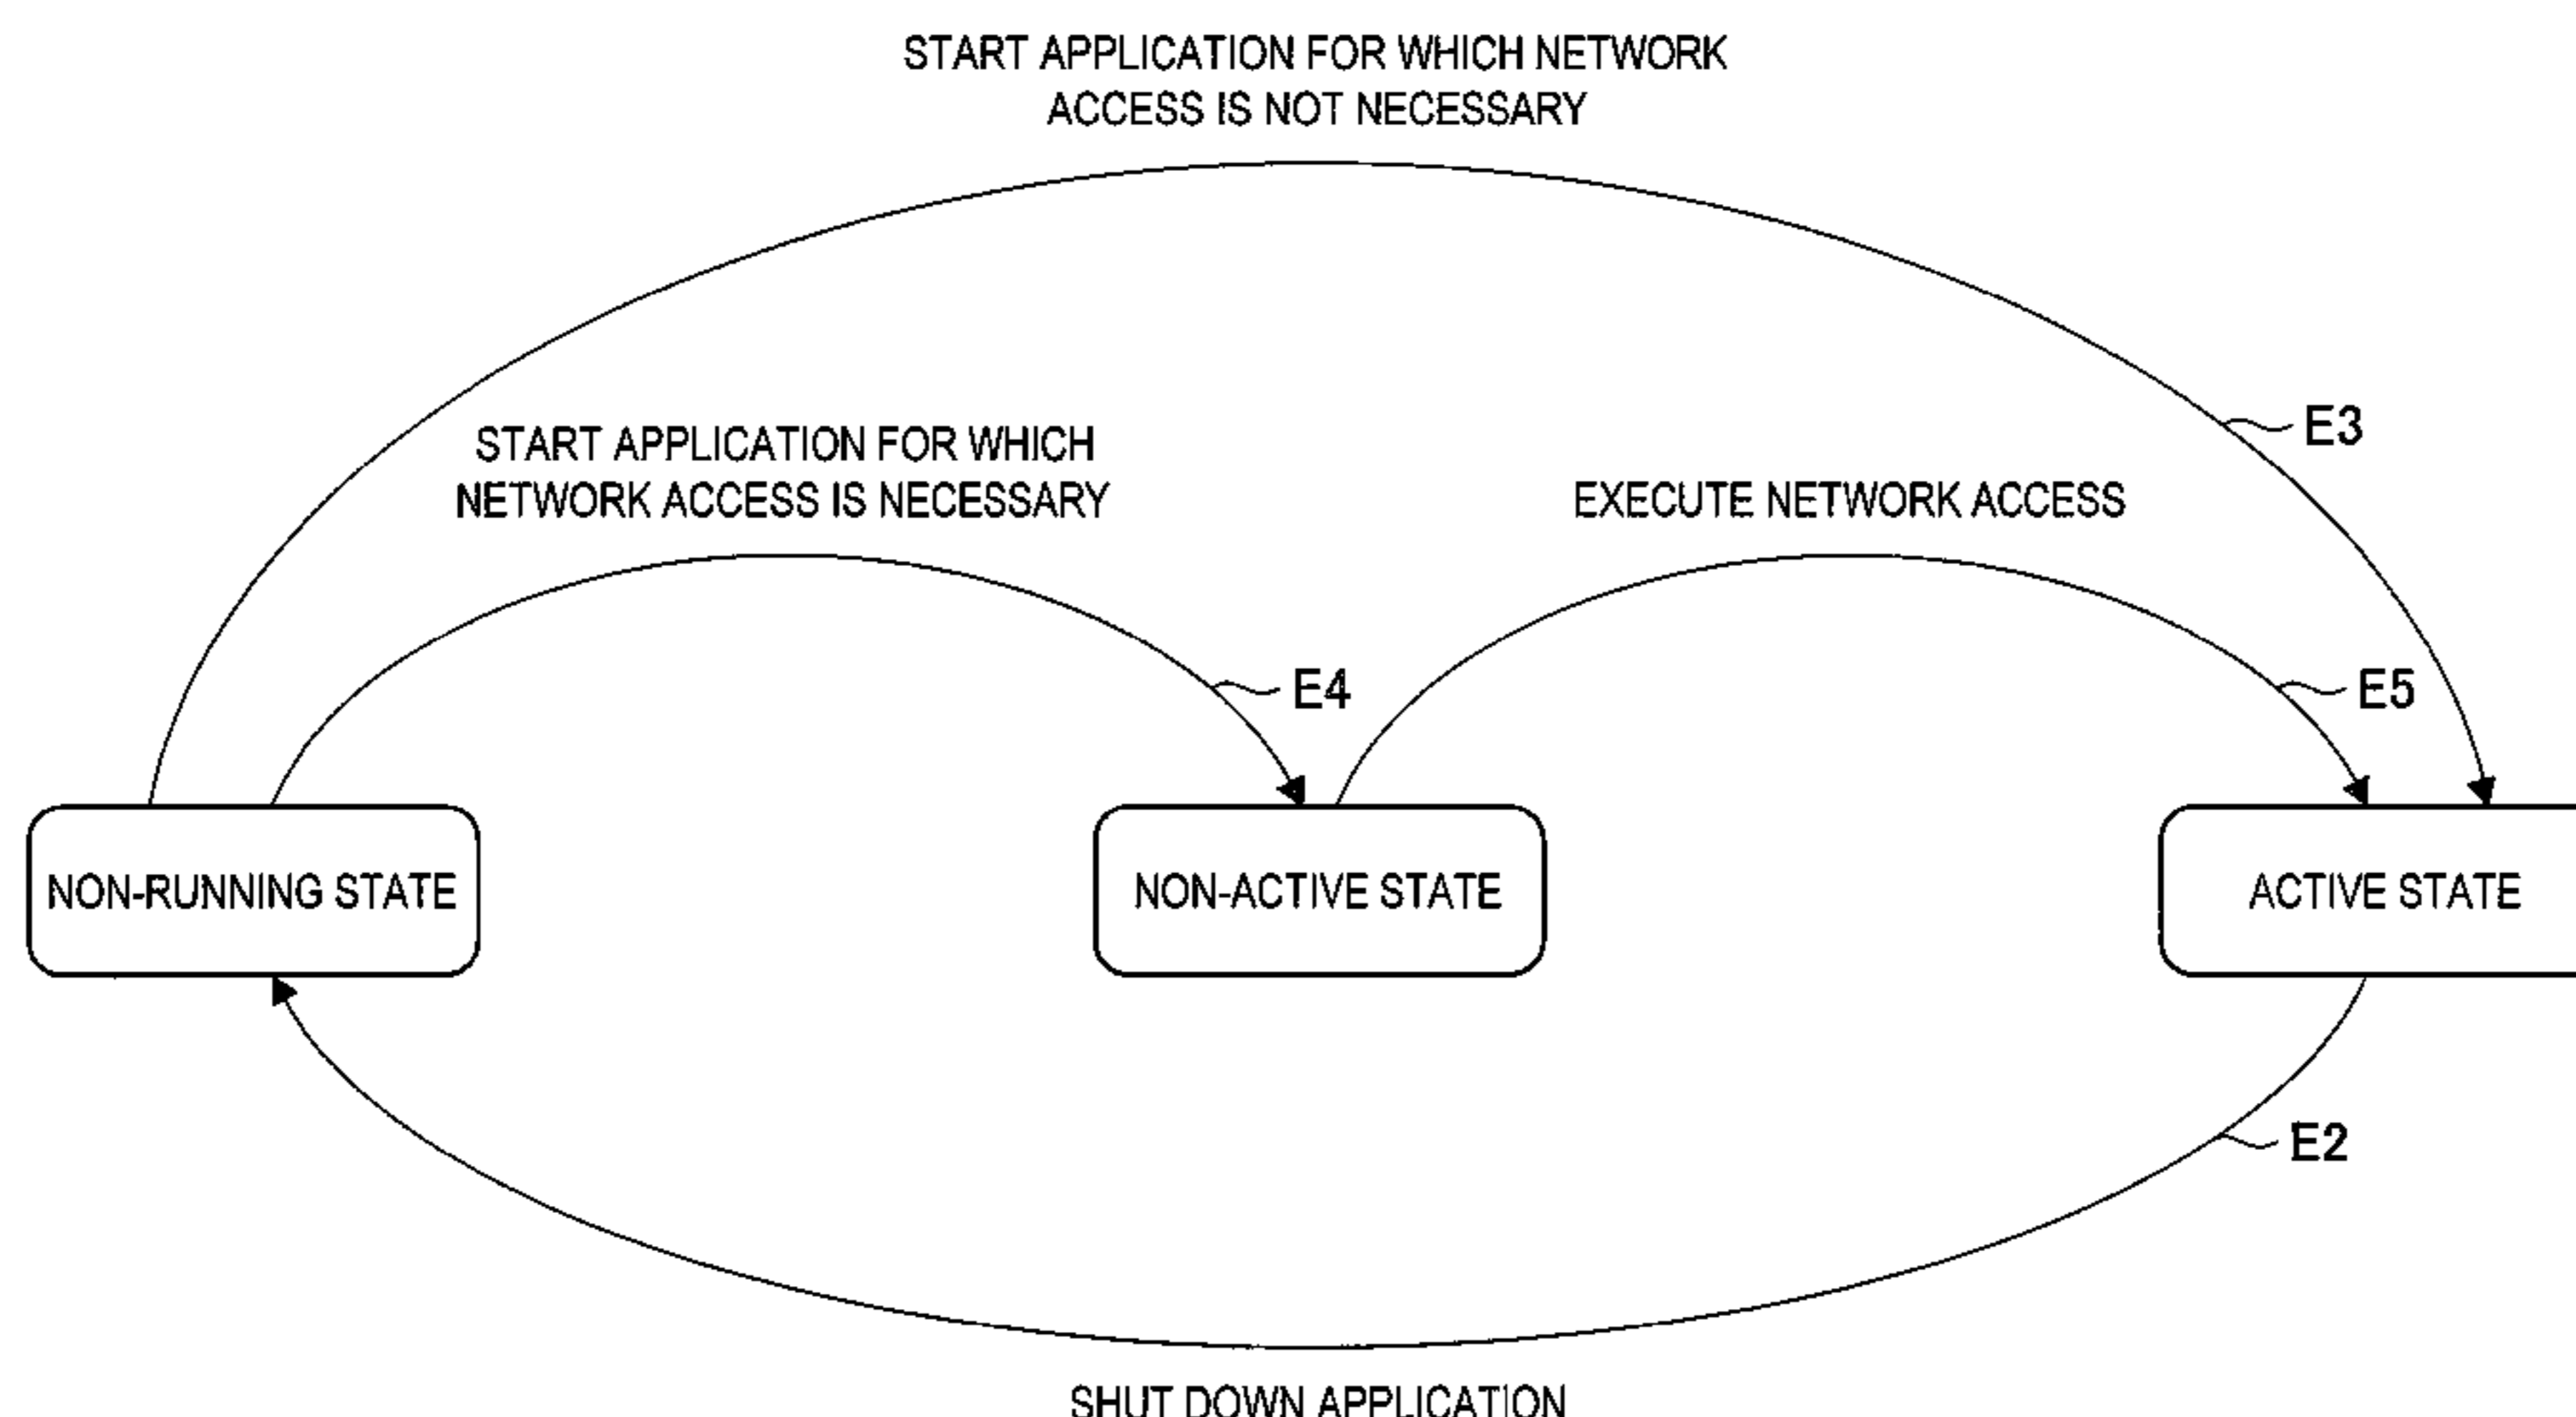 START APPLICATION FOR WHICH NETWORK
ACCESS IS NOT NECESSARY
E3
START APPLICATION FOR WHICH
NETWORK ACCESS IS NECESSARY
EXECUTE NETWORK ACCESS
E4
E5
NON-RUNNING STATE
NON-ACTIVE STATE
ACTIVE STATE
E2
SHUT DOWN APPLICATION